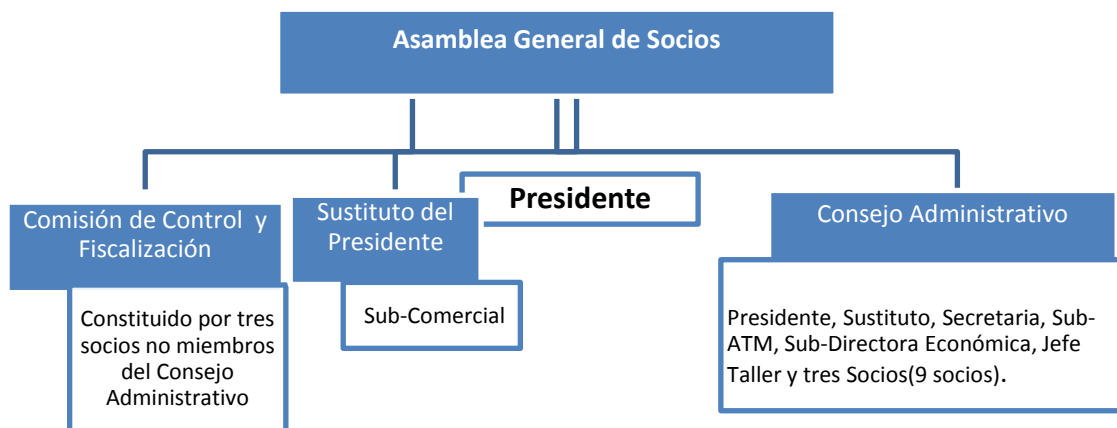 Asamblea General de Socios
Comisión de Control y
Fiscalización
Constituido por tres
socios no miembros
del Consejo
Administrativo
Sustituto del
Presidente
Sub-Comercial
Presidente
Consejo Administrativo
Presidente, Sustituto, Secretaria, Sub-
ATM, Sub-Directora Económica, Jefe
Taller y tres Socios(9 socios).